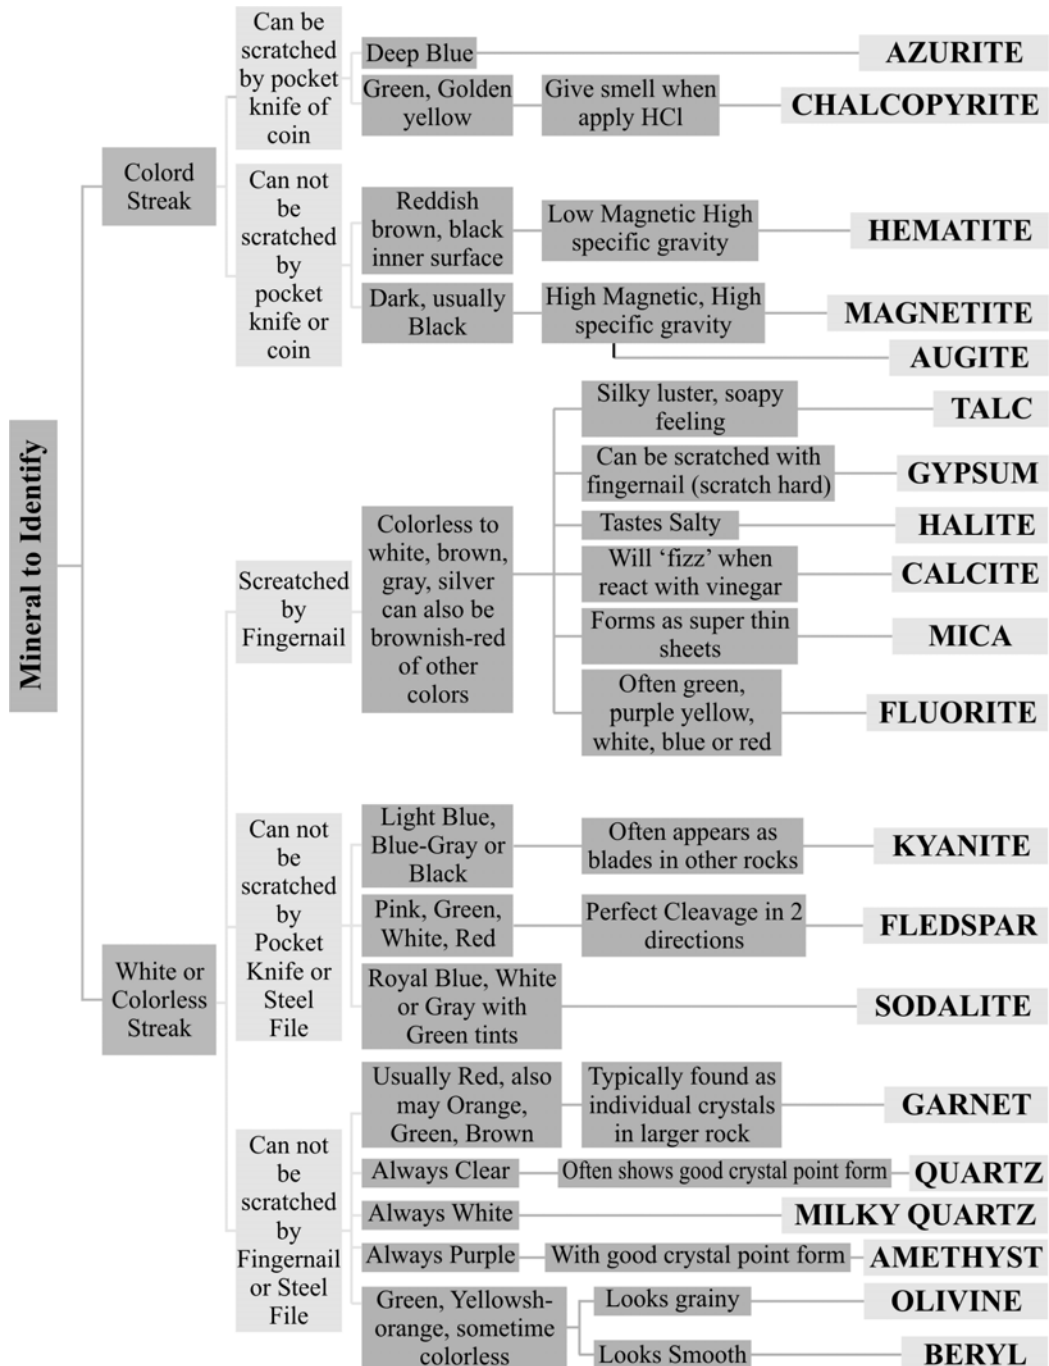 Mineral to Identify
Colord
Streak
Can be
scratched
by pocket
knife of
coin
Deep Blue
AZURITE
Green, Golden
yellow
Give smell when
apply HCl
CHALCOPYRITE
Can not
be
scratched
by
pocket
knife or
coin
Reddish
brown, black
inner surface
Low Magnetic High
specific gravity
HEMATITE
Dark, usually
Black
High Magnetic, High
specific gravity
MAGNETITE
AUGITE
White or
Colorless
Streak
Screatched
by
Fingernail
Colorless to
white, brown,
gray, silver
can also be
brownish-red
of other
colors
Silky luster, soapy
feeling
TALC
Can be scratched with
fingernail (scratch hard)
GYPSUM
Tastes Salty
HALITE
Will ‘fizz’ when
react with vinegar
CALCITE
Forms as super thin
sheets
MICA
Often green,
purple yellow,
white, blue or red
FLUORITE
Can not
be
scratched
by
Pocket
Knife or
Steel
File
Light Blue,
Blue-Gray or
Black
Often appears as
blades in other rocks
KYANITE
Pink, Green,
White, Red
Perfect Cleavage in 2
directions
FLEDSPAR
Royal Blue, White
or Gray with
Green tints
SODALITE
Can not
be
scratched
by
Fingernail
or Steel
File
Usually Red, also
may Orange,
Green, Brown
Typically found as
individual crystals
in larger rock
GARNET
Always Clear
Often shows good crystal point form
QUARTZ
Always White
MILKY QUARTZ
Always Purple
With good crystal point form
AMETHYST
Green, Yellowsh-
orange, sometime
colorless
Looks grainy
OLIVINE
Looks Smooth
BERYL